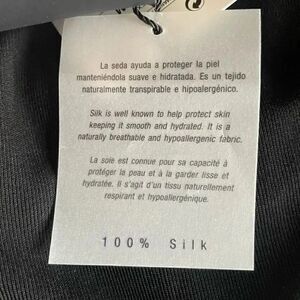 La seda ayuda a proteger la piel
manteniéndola suave e hidratada. Es un tejido
naturalmente transpirable e hipoalergénico.
Silk is well known to help protect skin
keeping it smooth and hydrated. It is a
naturally breathable and hypoallergenic fabric.
La soie est connue pour sa capacité à
protéger la peau et à la garder lisse et
hydratée. Il s'agit d'un tissu naturellement
respirant et hypoallergénique.
100% Silk